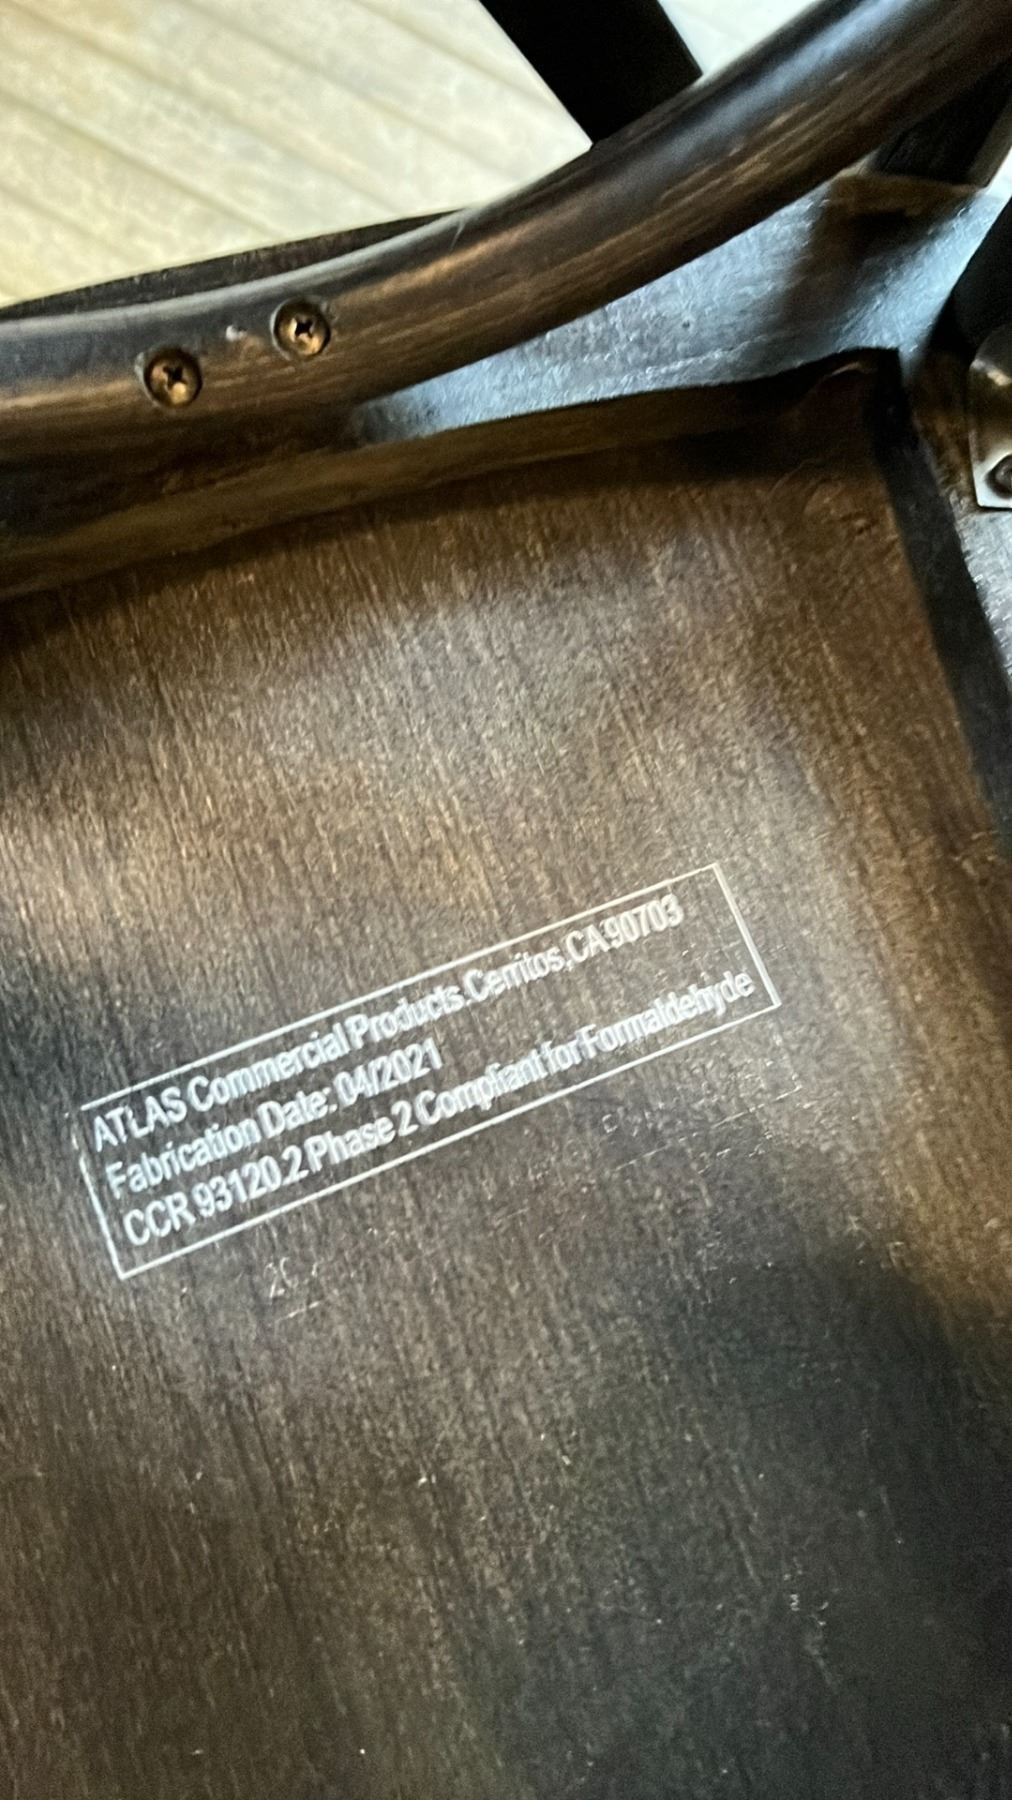 ATLAS Commercial Products. Cerritos, CA 90703
Fabrication Date: 04/2021
CCR 93120.2 Phase 2 Compliant for Formaldehyde